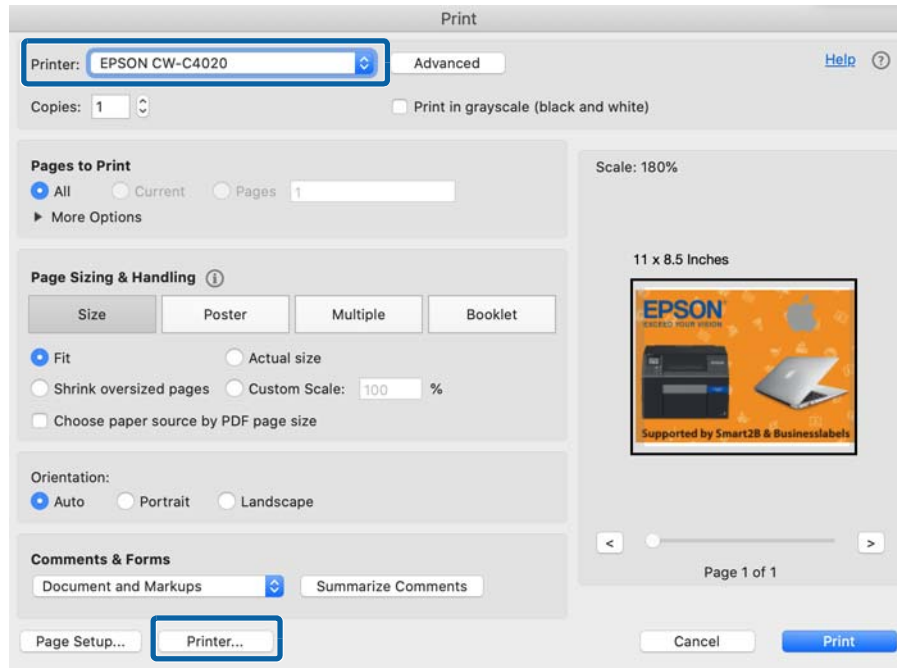 Print
Printer: EPSON CW-C4020 Advanced Help ?
Copies: 1 Print in grayscale (black and white)
Pages to Print
All Current Pages 1
More Options
Scale: 180%
11 x 8.5 Inches
Page Sizing & Handling i
Size Poster Multiple Booklet
Fit Actual size
Shrink oversized pages Custom Scale: 100 %
Choose paper source by PDF page size
EPSON
EXCEED YOUR VISION
Supported by Smart2B & Businesslabels
Orientation:
Auto Portrait Landscape
< >
Page 1 of 1
Comments & Forms
Document and Markups Summarize Comments
Page Setup... Printer... Cancel Print